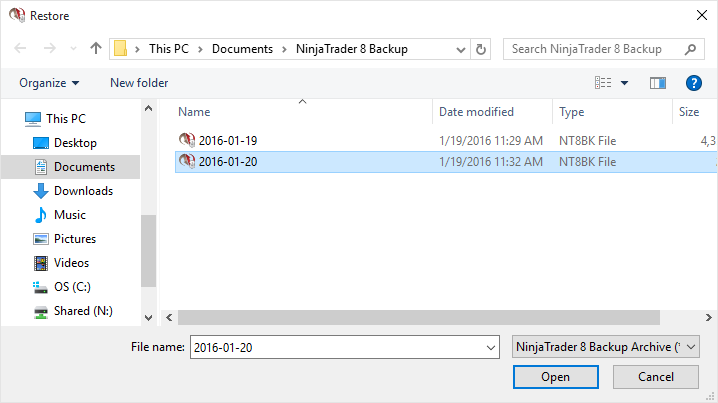 Restore
This PC > Documents > NinjaTrader 8 Backup
Search NinjaTrader 8 Backup
Organize
New folder
?
Name Date modified Type Size
2016-01-19 1/19/2016 11:29 AM NT8BK File 4,3
2016-01-20 1/19/2016 11:32 AM NT8BK File
This PC
Desktop
Documents
Downloads
Music
Pictures
Videos
OS (C:)
Shared (N:)
File name: 2016-01-20 NinjaTrader 8 Backup Archive (*
Open Cancel